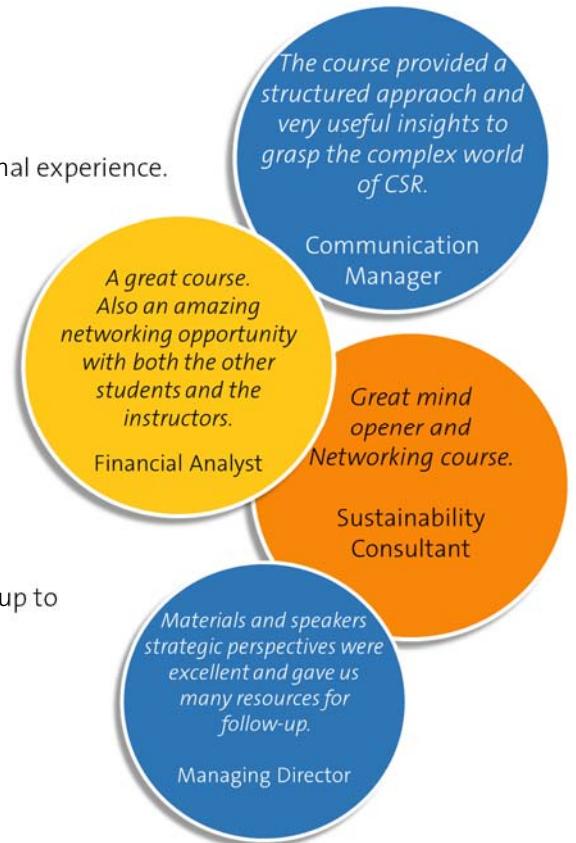 The course provided a
structured appraoch and
very useful insights to
grasp the complex world
of CSR.
Communication
Manager
nal experience.
A great course.
Also an amazing
networking opportunity
with both the other
students and the
instructors.
Financial Analyst
Great mind
opener and
Networking course.
Sustainability
Consultant
up to
Materials and speakers
strategic perspectives were
excellent and gave us
many resources for
follow-up.
Managing Director